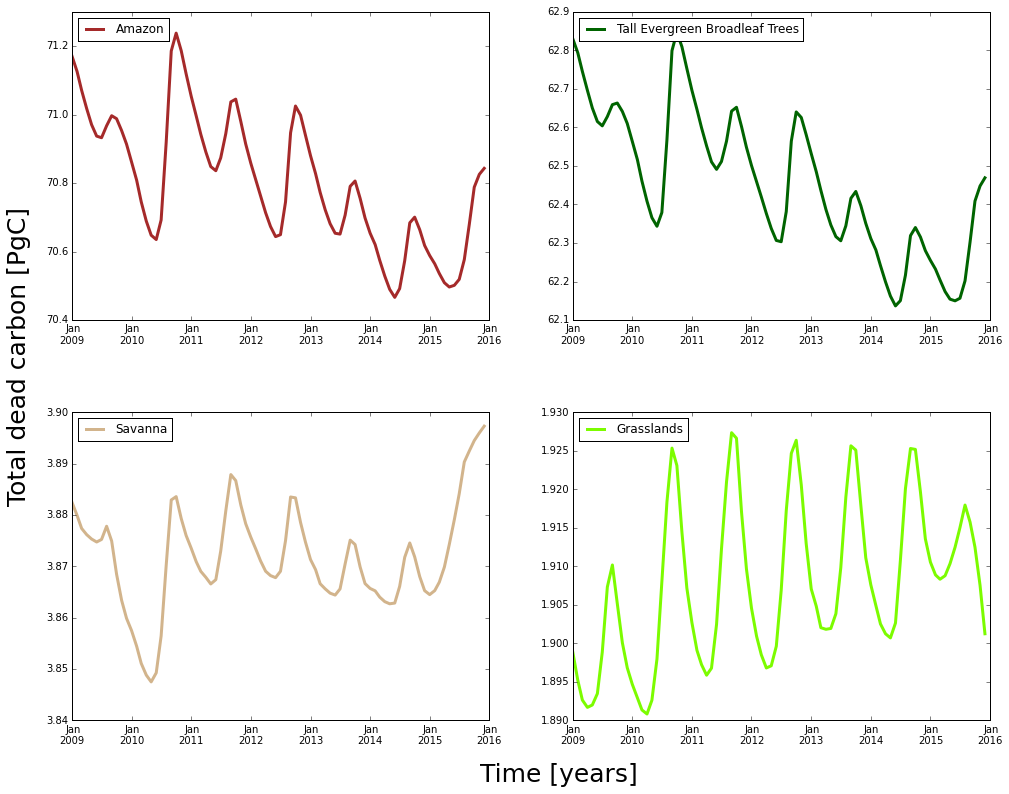 Total dead carbon [PgC]
Amazon
71.2
71.0
70.8
70.6
70.4
Jan Jan Jan Jan Jan Jan Jan Jan
2009 2010 2011 2012 2013 2014 2015 2016
Tall Evergreen Broadleaf Trees
62.9
62.8
62.7
62.6
62.5
62.4
62.3
62.2
62.1
Jan Jan Jan Jan Jan Jan Jan Jan
2009 2010 2011 2012 2013 2014 2015 2016
Savanna
3.90
3.89
3.88
3.87
3.86
3.85
3.84
Jan Jan Jan Jan Jan Jan Jan Jan
2009 2010 2011 2012 2013 2014 2015 2016
Grasslands
1.930
1.925
1.920
1.915
1.910
1.905
1.900
1.895
1.890
Jan Jan Jan Jan Jan Jan Jan Jan
2009 2010 2011 2012 2013 2014 2015 2016
Time [years]